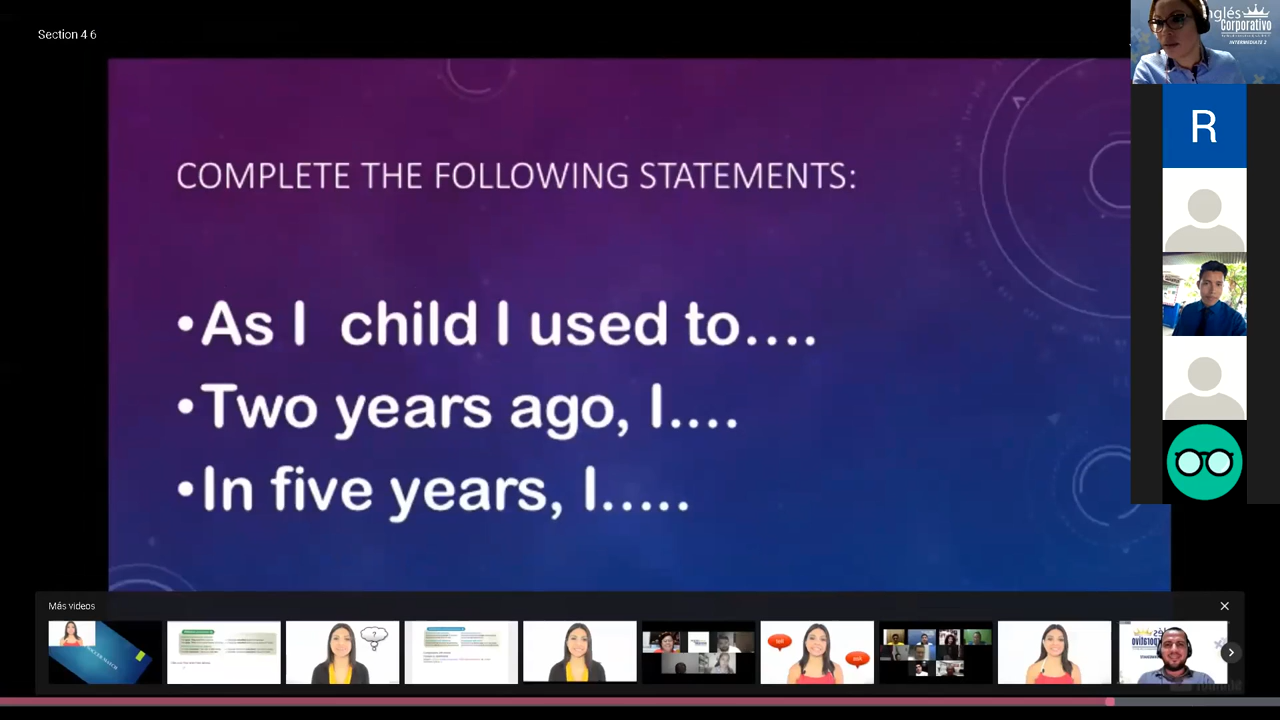 Section 4 6
inglés
Corporativo
INTERMEDIATE 2
R
COMPLETE THE FOLLOWING STATEMENTS:
•As I child I used to....
•Two years ago, I....
•In five years, I.....
Más videos